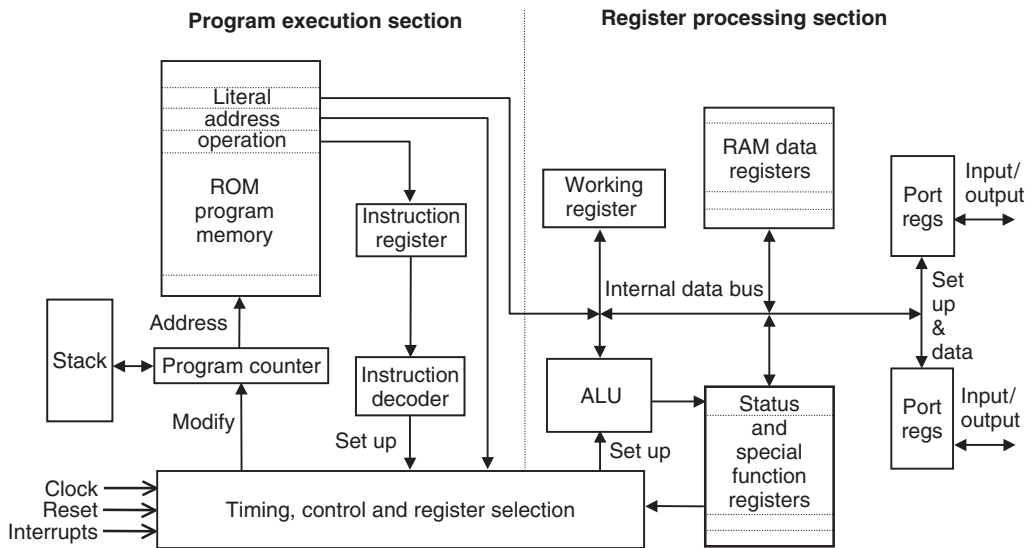 Program execution section
Register processing section
Literal
address
operation
ROM
program
memory
Instruction
register
Working
register
RAM data
registers
Port
regs
Input/
output
Internal data bus
Set
up
&
data
Address
Stack
Program counter
Instruction
decoder
ALU
Status
and
special
function
registers
Port
regs
Input/
output
Modify
Set up
Set up
Clock
Reset
Interrupts
Timing, control and register selection